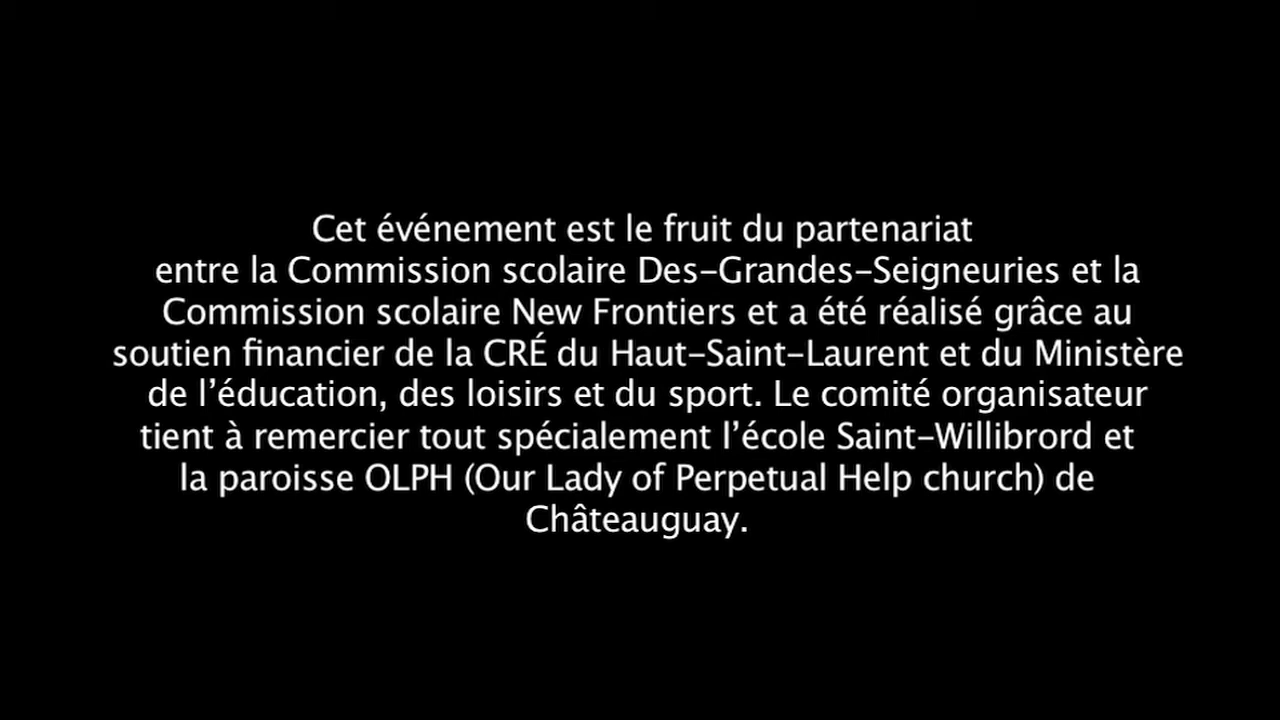 Cet événement est le fruit du partenariat
entre la Commission scolaire Des-Grandes-Seigneuries et la
Commission scolaire New Frontiers et a été réalisé grâce au
soutien financier de la CRÉ du Haut-Saint-Laurent et du Ministère
de l’éducation, des loisirs et du sport. Le comité organisateur
tient à remercier tout spécialement l’école Saint-Willibrord et
la paroisse OLPH (Our Lady of Perpetual Help church) de
Châteauguay.